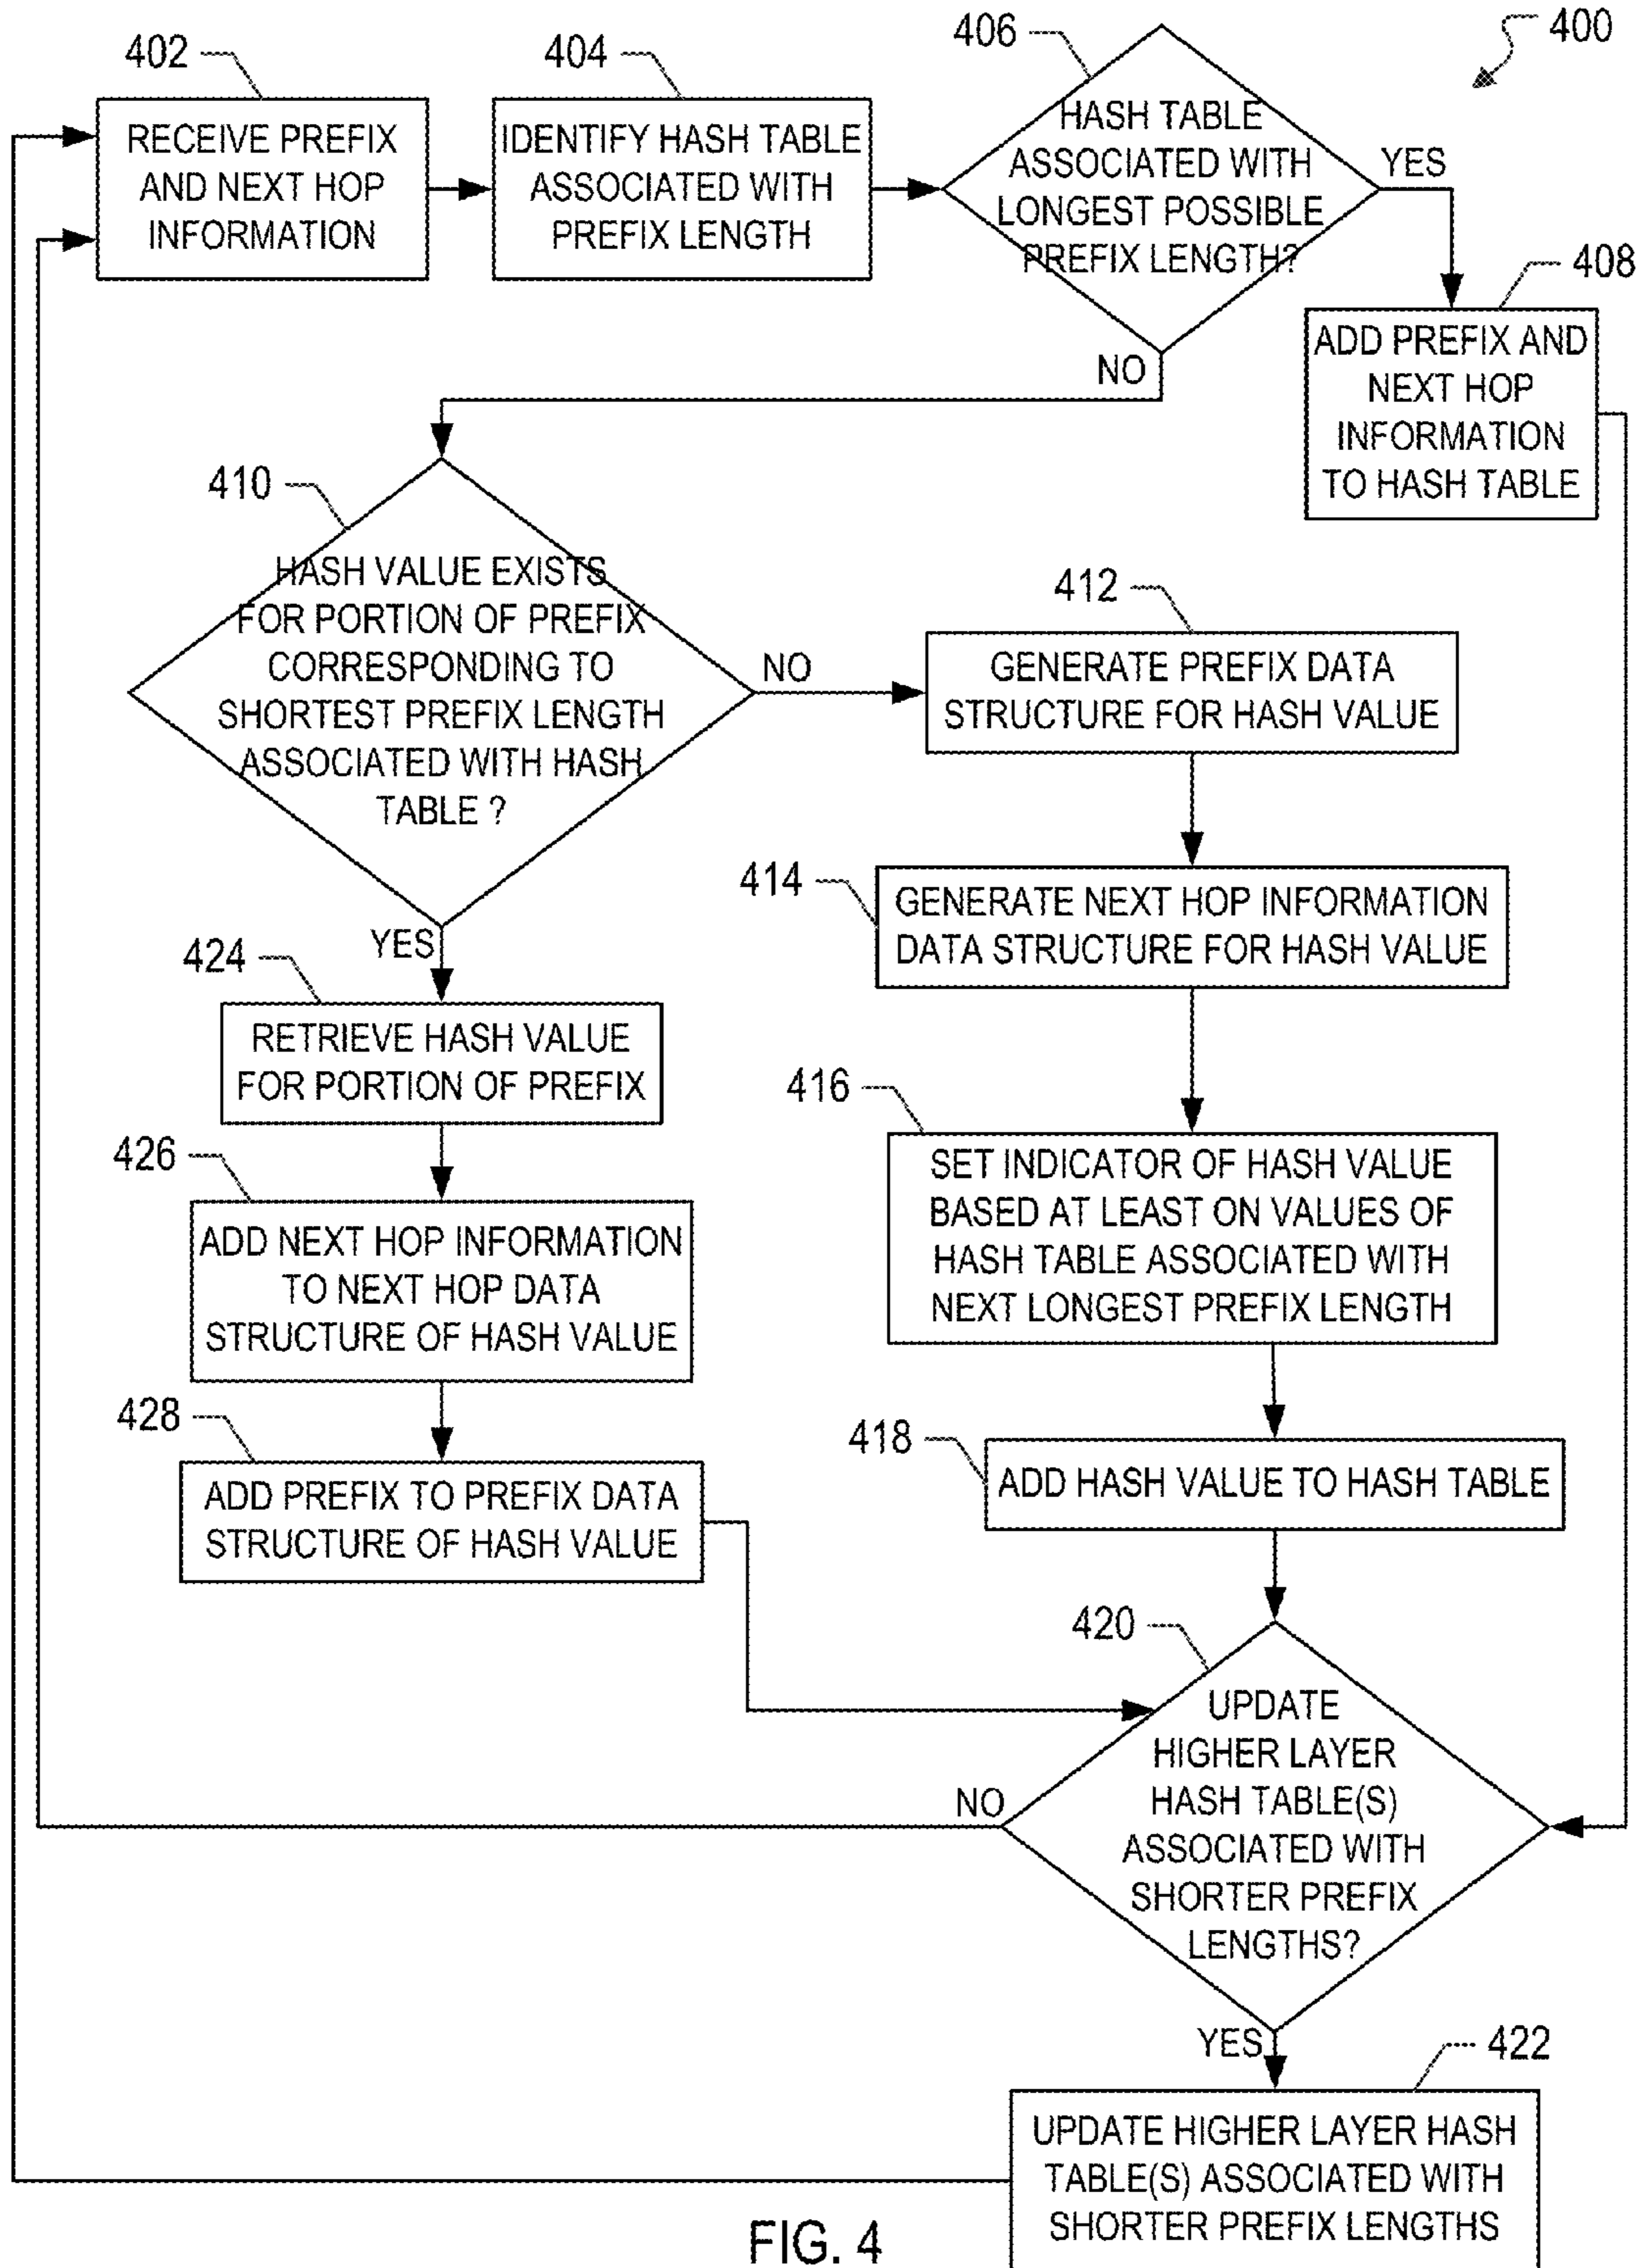 400
402
RECEIVE PREFIX
AND NEXT HOP
INFORMATION
404
IDENTIFY HASH TABLE
ASSOCIATED WITH
PREFIX LENGTH
406
HASH TABLE
ASSOCIATED WITH
LONGEST POSSIBLE
PREFIX LENGTH?
YES
NO
408
ADD PREFIX AND
NEXT HOP
INFORMATION
TO HASH TABLE
410
HASH VALUE EXISTS
FOR PORTION OF PREFIX
CORRESPONDING TO
SHORTEST PREFIX LENGTH
ASSOCIATED WITH HASH
TABLE ?
NO
YES
412
GENERATE PREFIX DATA
STRUCTURE FOR HASH VALUE
414
GENERATE NEXT HOP INFORMATION
DATA STRUCTURE FOR HASH VALUE
416
SET INDICATOR OF HASH VALUE
BASED AT LEAST ON VALUES OF
HASH TABLE ASSOCIATED WITH
NEXT LONGEST PREFIX LENGTH
418
ADD HASH VALUE TO HASH TABLE
424
RETRIEVE HASH VALUE
FOR PORTION OF PREFIX
426
ADD NEXT HOP INFORMATION
TO NEXT HOP DATA
STRUCTURE OF HASH VALUE
428
ADD PREFIX TO PREFIX DATA
STRUCTURE OF HASH VALUE
420
UPDATE
HIGHER LAYER
HASH TABLE(S)
ASSOCIATED WITH
SHORTER PREFIX
LENGTHS?
NO
YES
422
UPDATE HIGHER LAYER HASH
TABLE(S) ASSOCIATED WITH
SHORTER PREFIX LENGTHS
FIG. 4